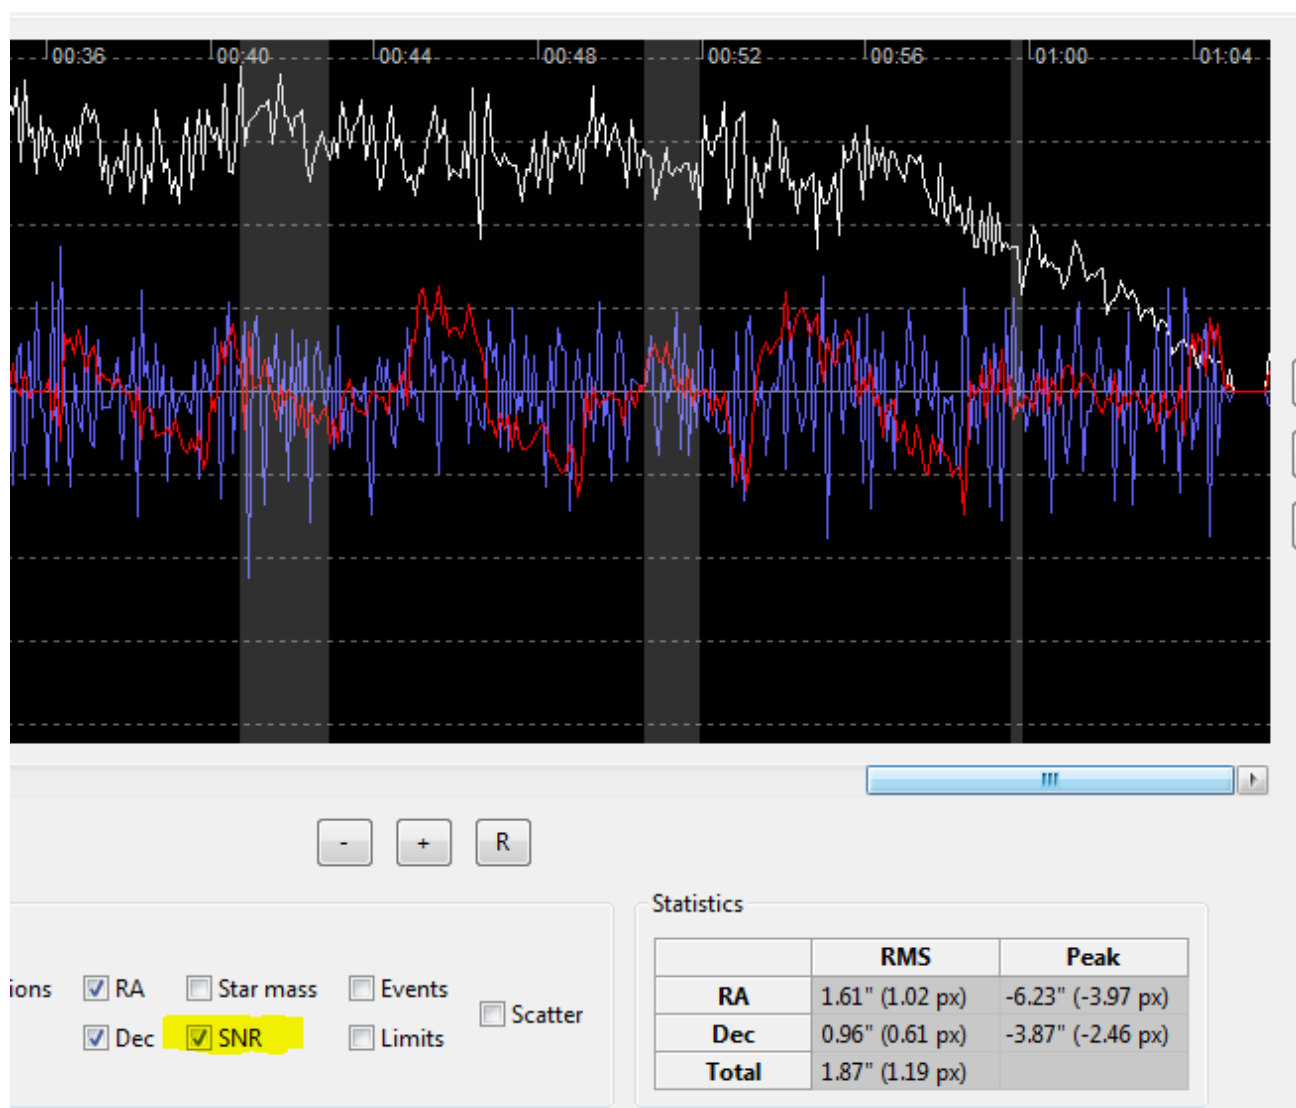 00:36 00:40 00:44 00:48 00:52 00:56 01:00 01:04
- + R
Statistics
RMS Peak
ions RA Star mass Events
Scatter
Dec SNR Limits
RA 1.61" (1.02 px) -6.23" (-3.97 px)
Dec 0.96" (0.61 px) -3.87" (-2.46 px)
Total 1.87" (1.19 px)